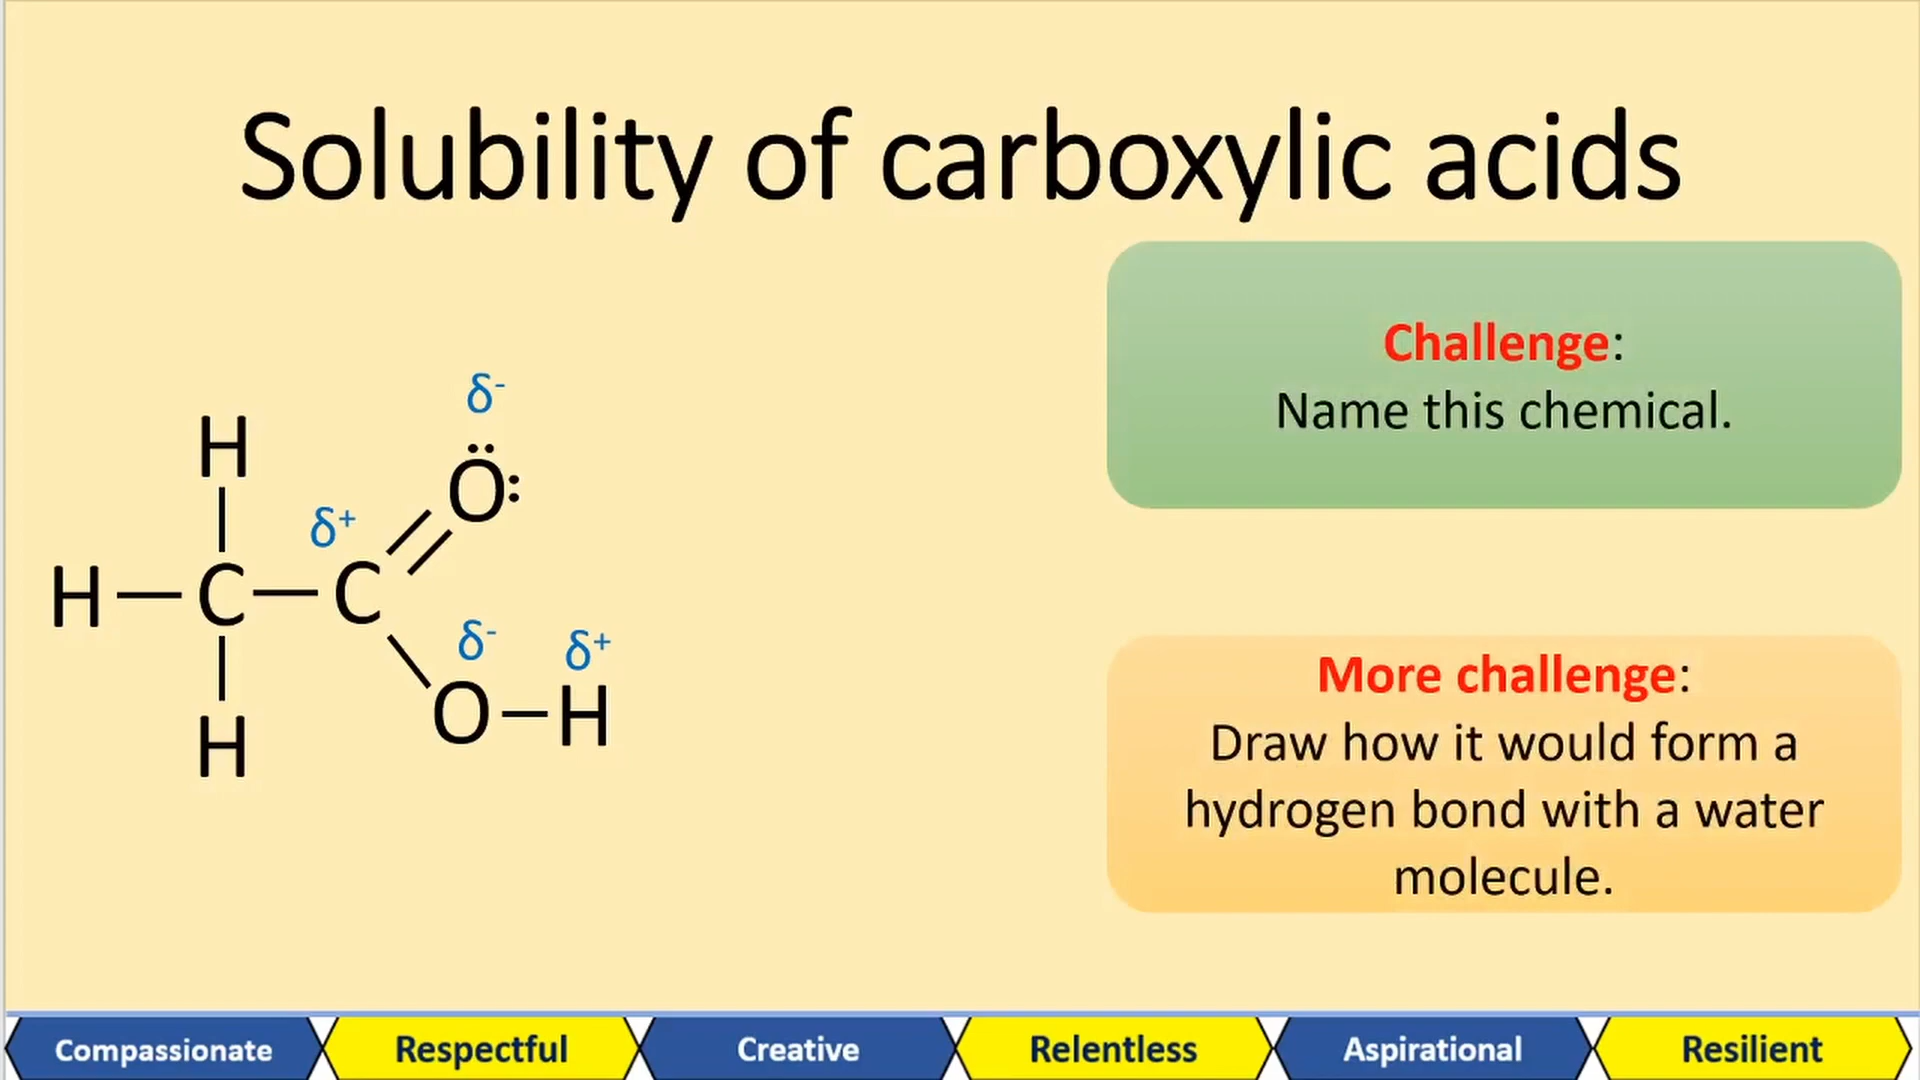 Solubility of carboxylic acids
Challenge:
Name this chemical.
δ-
H
Ö:
δ+
H—C—C
δ- δ+
O—H
H
More challenge:
Draw how it would form a
hydrogen bond with a water
molecule.
Compassionate Respectful Creative Relentless Aspirational Resilient